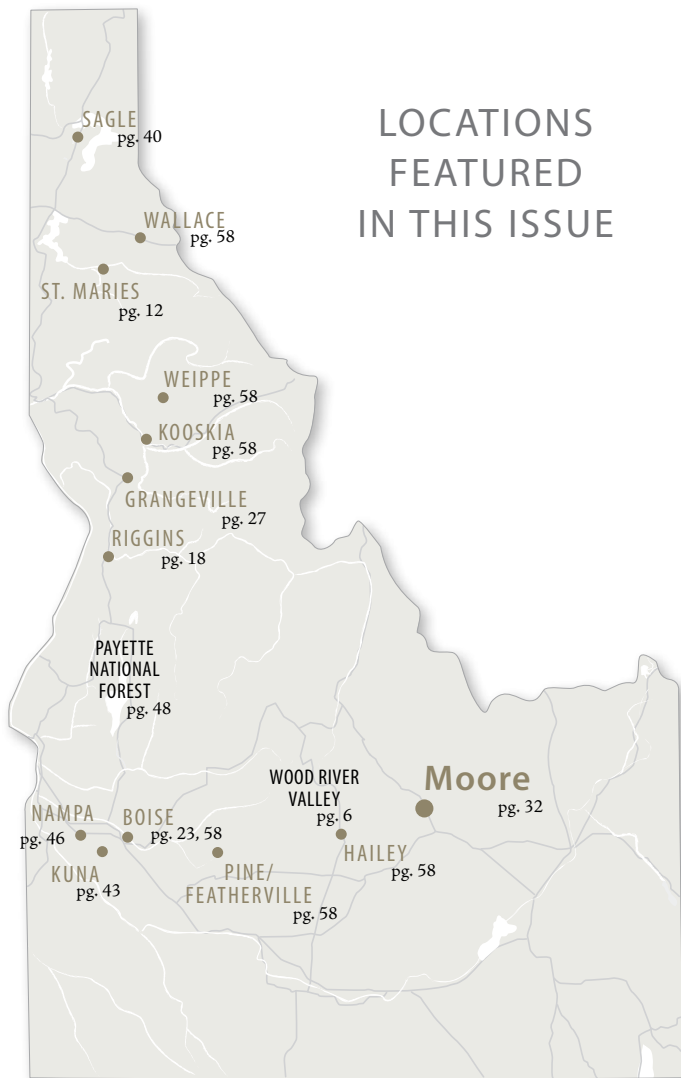 LOCATIONS
FEATURED
IN THIS ISSUE
SAGLE
pg. 40
WALLACE
pg. 58
ST. MARIES
pg. 12
WEIPPE
pg. 58
KOOSKIA
pg. 58
GRANGEVILLE
pg. 27
RIGGINS
pg. 18
PAYETTE
NATIONAL
FOREST
pg. 48
WOOD RIVER
VALLEY
pg. 6
Moore
pg. 32
NAMPA
pg. 46
BOISE
pg. 23, 58
KUNA
pg. 43
PINE/
FEATHERVILLE
pg. 58
HAILEY
pg. 58